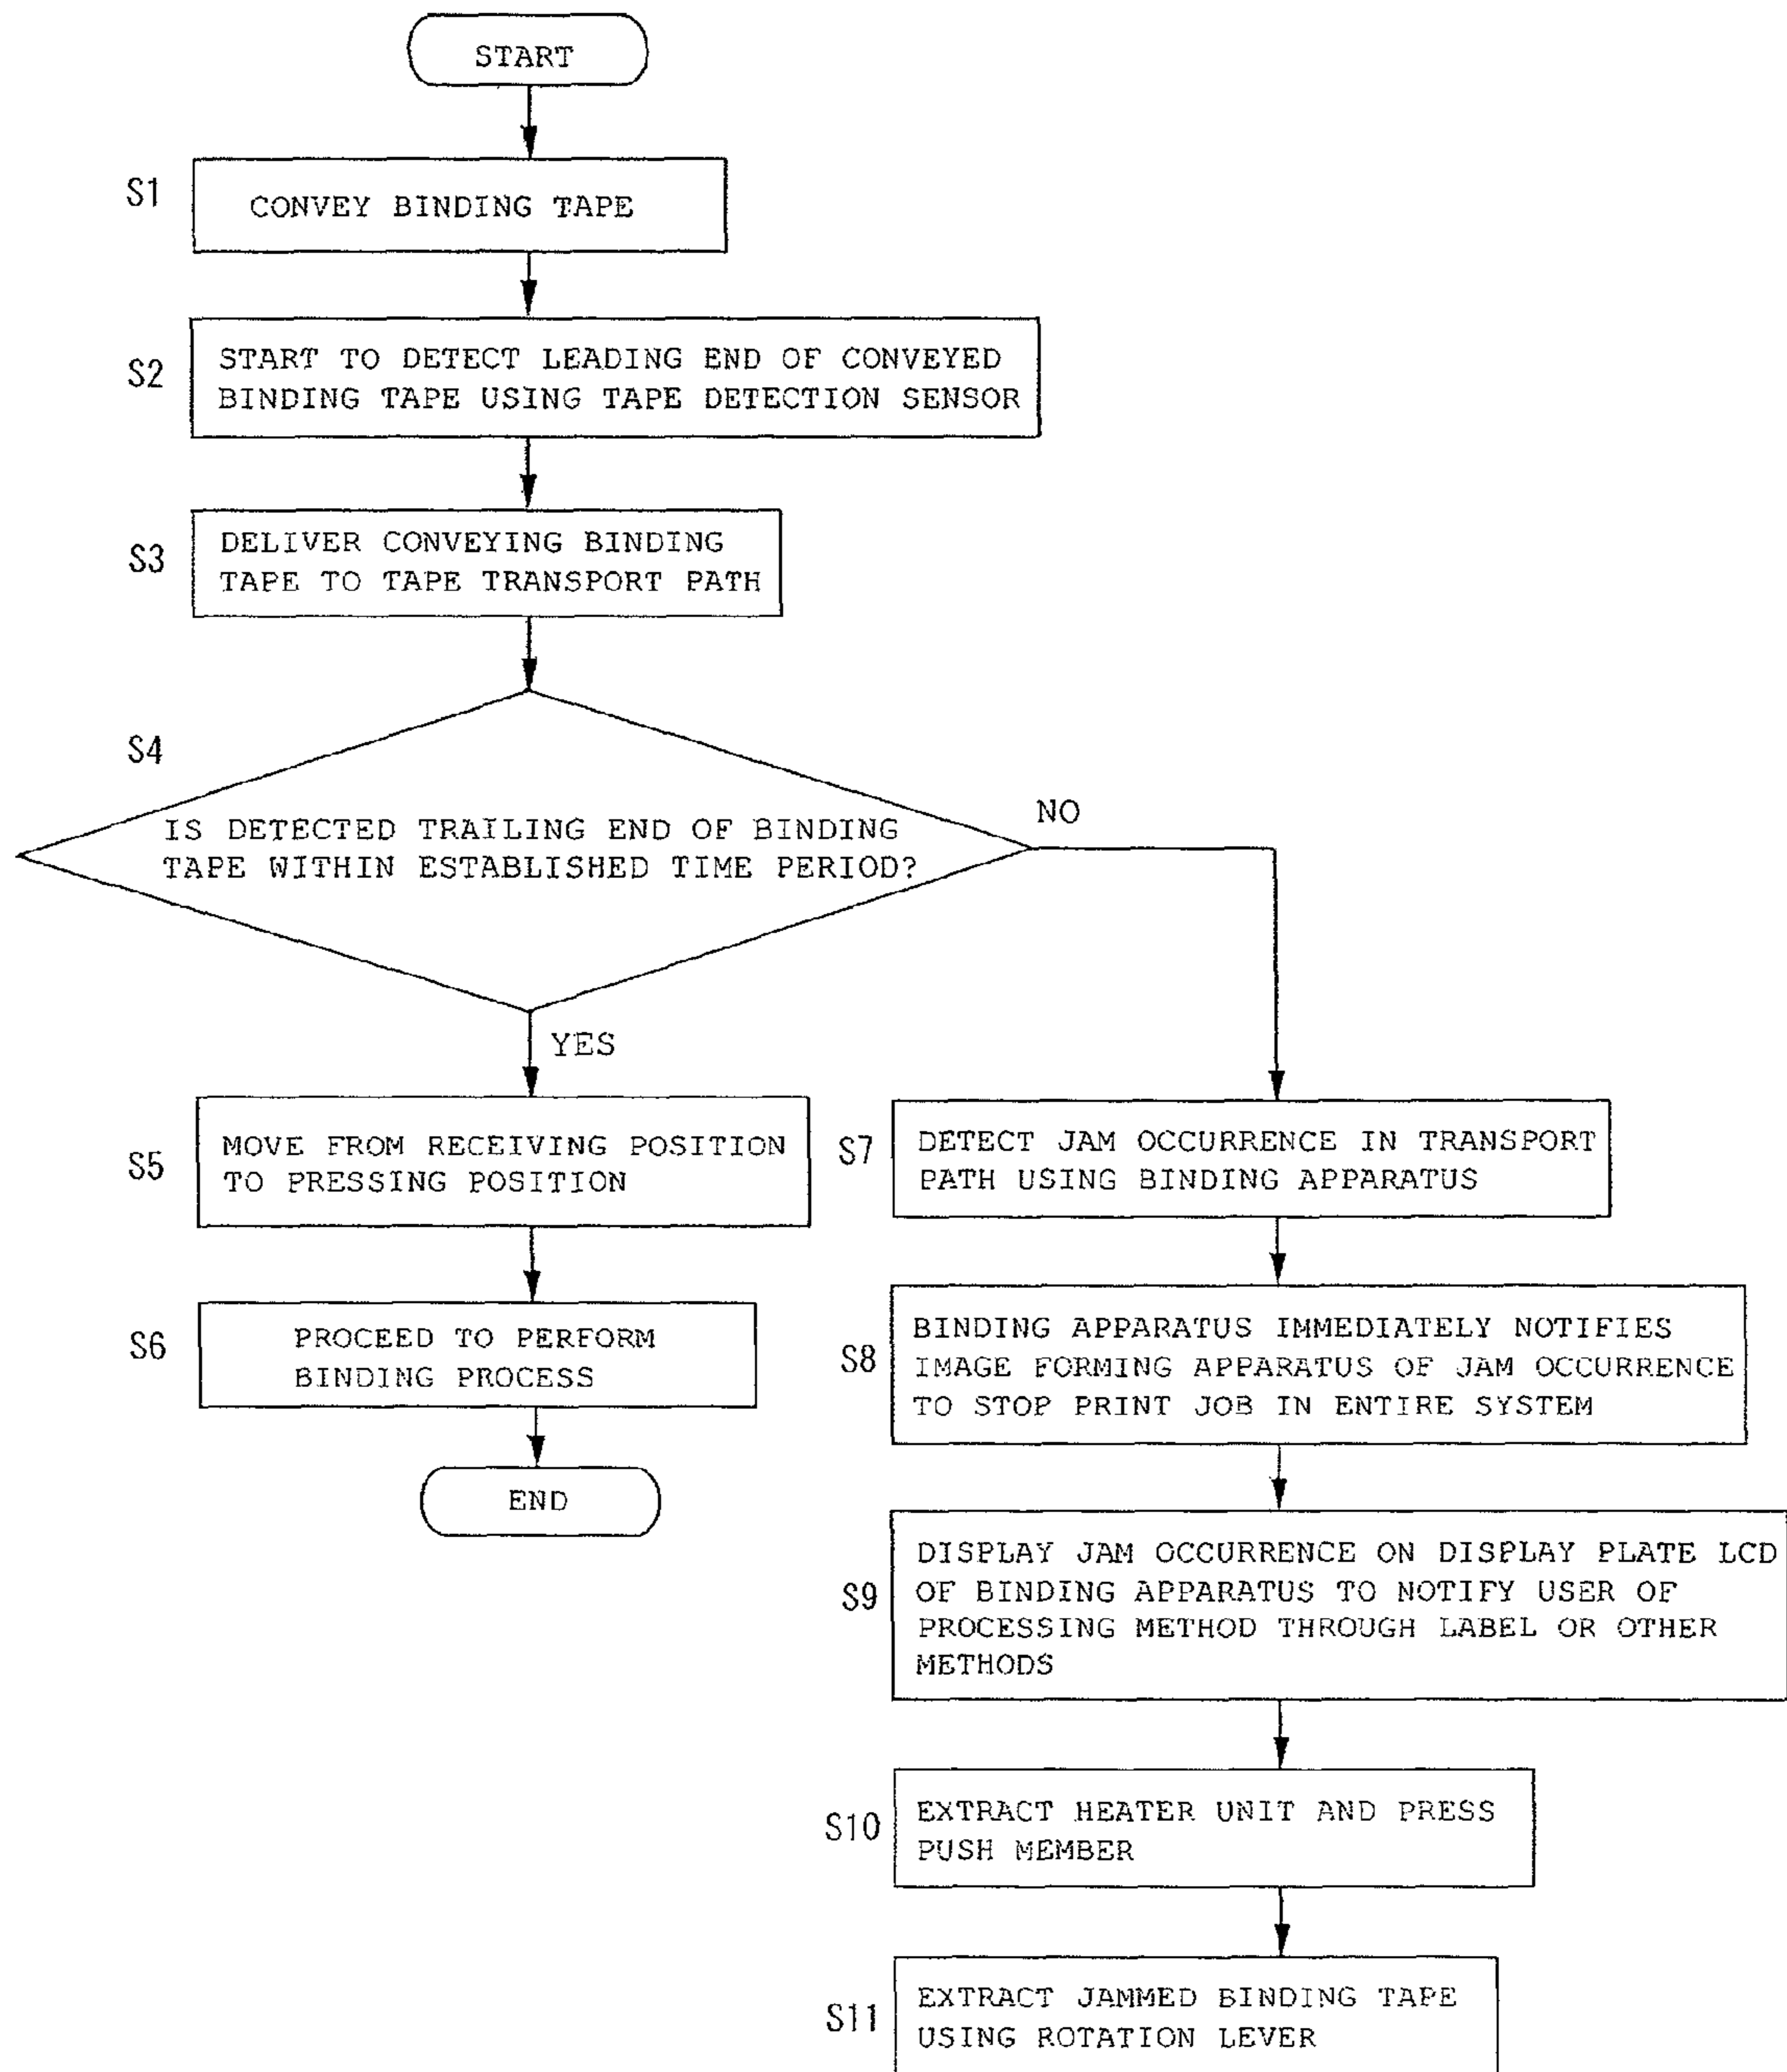 START
S1
CONVEY BINDING TAPE
S2
START TO DETECT LEADING END OF CONVEYED
BINDING TAPE USING TAPE DETECTION SENSOR
S3
DELIVER CONVEYING BINDING
TAPE TO TAPE TRANSPORT PATH
S4
IS DETECTED TRAILING END OF BINDING
TAPE WITHIN ESTABLISHED TIME PERIOD?
NO
YES
S5
MOVE FROM RECEIVING POSITION
TO PRESSING POSITION
S6
PROCEED TO PERFORM
BINDING PROCESS
END
S7
DETECT JAM OCCURRENCE IN TRANSPORT
PATH USING BINDING APPARATUS
S8
BINDING APPARATUS IMMEDIATELY NOTIFIES
IMAGE FORMING APPARATUS OF JAM OCCURRENCE
TO STOP PRINT JOB IN ENTIRE SYSTEM
S9
DISPLAY JAM OCCURRENCE ON DISPLAY PLATE LCD
OF BINDING APPARATUS TO NOTIFY USER OF
PROCESSING METHOD THROUGH LABEL OR OTHER
METHODS
S10
EXTRACT HEATER UNIT AND PRESS
PUSH MEMBER
S11
EXTRACT JAMMED BINDING TAPE
USING ROTATION LEVER